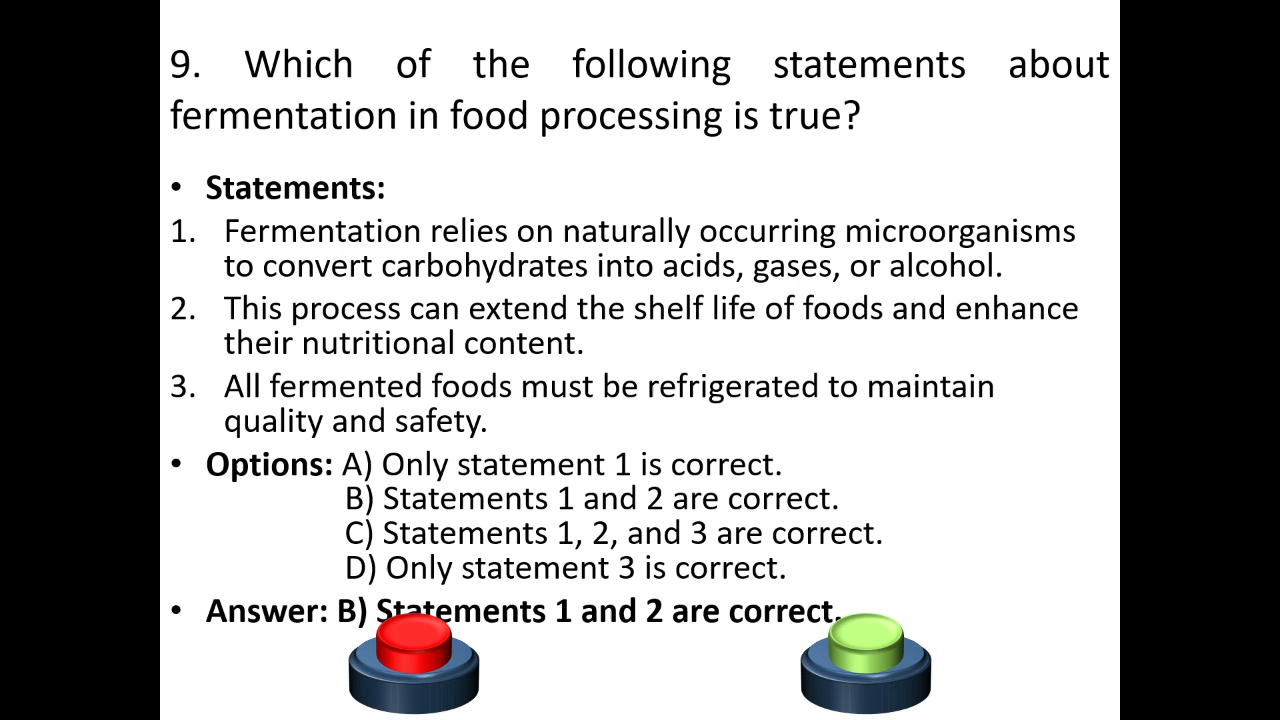 9. Which of the following statements about
fermentation in food processing is true?
• Statements:
1. Fermentation relies on naturally occurring microorganisms
to convert carbohydrates into acids, gases, or alcohol.
2. This process can extend the shelf life of foods and enhance
their nutritional content.
3. All fermented foods must be refrigerated to maintain
quality and safety.
• Options: A) Only statement 1 is correct.
B) Statements 1 and 2 are correct.
C) Statements 1, 2, and 3 are correct.
D) Only statement 3 is correct.
• Answer: B) Statements 1 and 2 are correct.